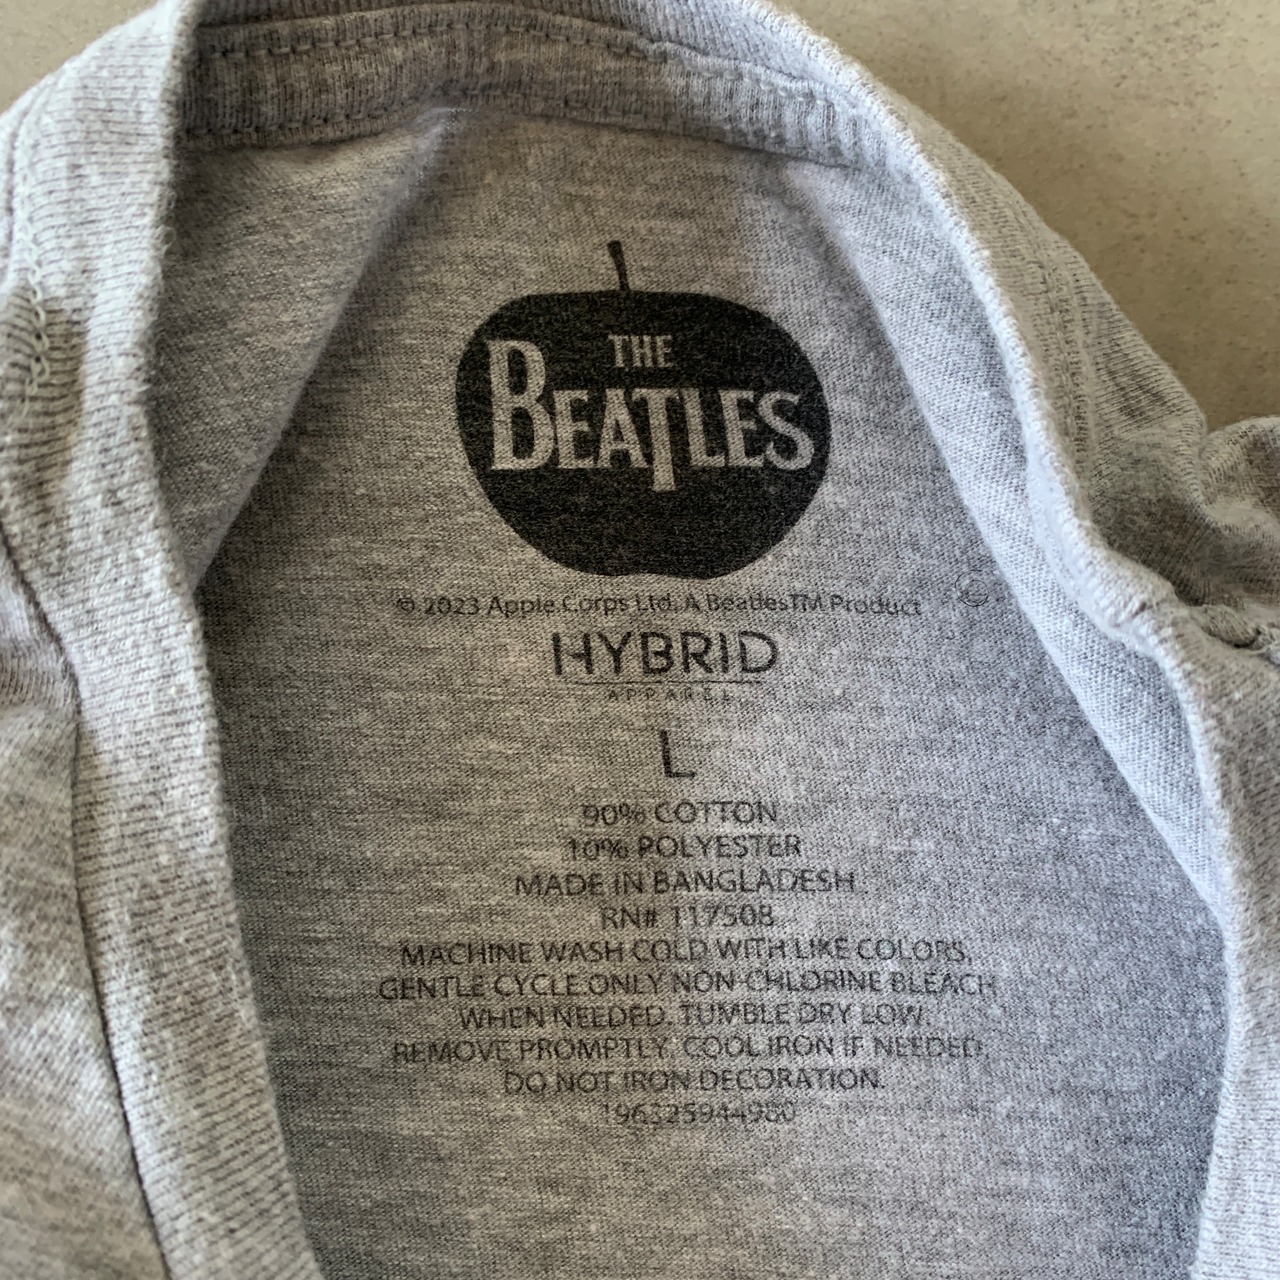 THE
BEATLES
© 2023 Apple Corps Ltd. A BeatlesTM Product
HYBRID
APPAREL
L
90% COTTON
10% POLYESTER
MADE IN BANGLADESH
RN# 117508
MACHINE WASH COLD WITH LIKE COLORS.
GENTLE CYCLE.ONLY NON-CHLORINE BLEACH
WHEN NEEDED. TUMBLE DRY LOW.
REMOVE PROMPTLY. COOL IRON IF NEEDED.
DO NOT IRON DECORATION.
196325944980